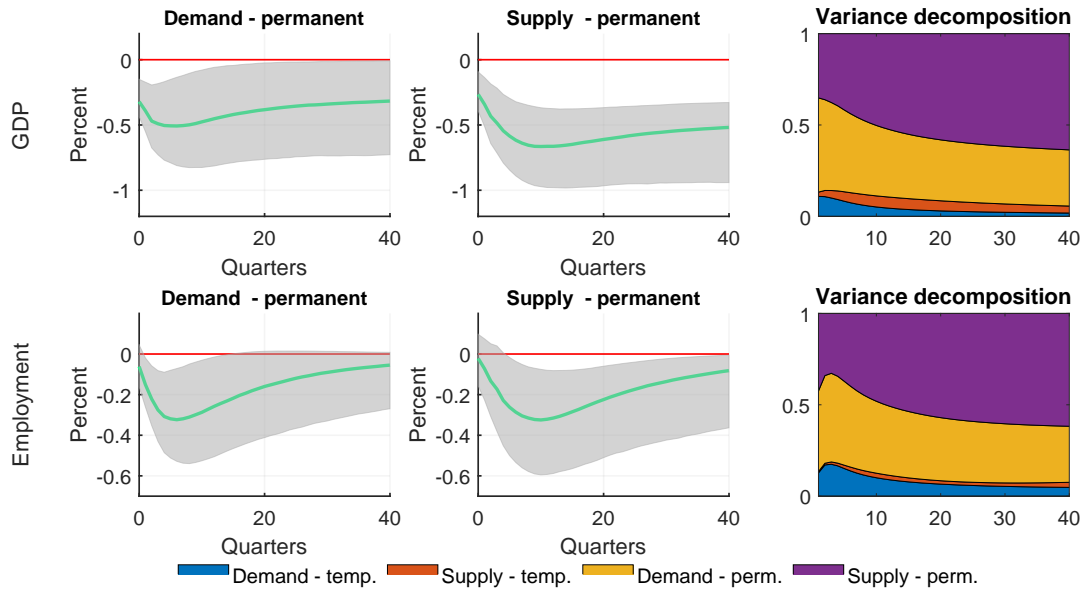 Demand - permanent
Supply - permanent
Variance decomposition
GDP
Percent
0
-0.5
-1
0
20
40
Quarters
Percent
0
-0.5
-1
0
20
40
Quarters
1
0.5
0
10
20
30
40
Demand - permanent
Supply - permanent
Variance decomposition
Employment
Percent
0
-0.2
-0.4
-0.6
0
20
40
Quarters
Percent
0
-0.2
-0.4
-0.6
0
20
40
Quarters
1
0.5
0
10
20
30
40
Demand - temp.
Supply - temp.
Demand - perm.
Supply - perm.